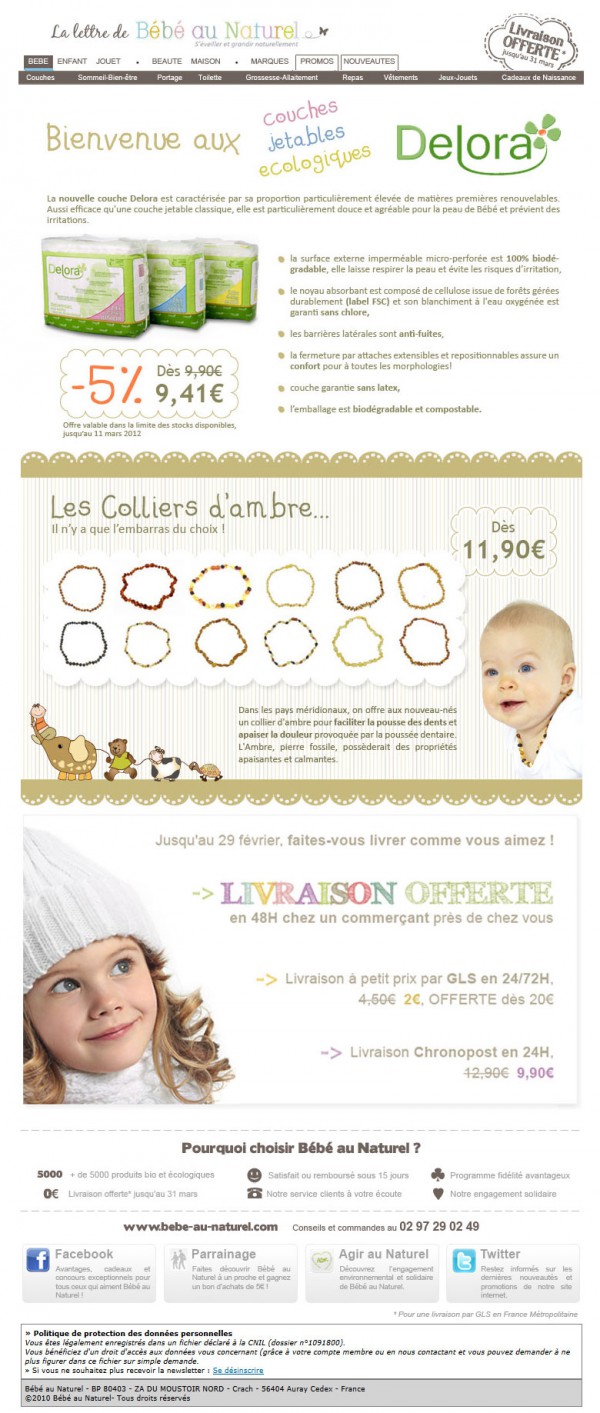 La lettre de Bébé au Naturel
S'éveiller et grandir naturellement
Livraison
OFFERTE *
jusqu'au 31 mars
BEBE ENFANT JOUET • BEAUTE MAISON • MARQUES PROMOS NOUVEAUTES
Couches Sommeil-Bien-être Portage Toilette Grossesse-Allaitement Repas Vêtements Jeux-Jouets Cadeaux de Naissance
Bienvenue aux
couches
jetables
ecologiques
Delora
La nouvelle couche Delora est caractérisée par sa proportion particulièrement élevée de matières premières renouvelables.
Aussi efficace qu'une couche jetable classique, elle est particulièrement douce et agréable pour la peau de Bébé et prévient des
irritations.
Delora
la surface externe imperméable micro-perforée est 100% biodé-
gradable, elle laisse respirer la peau et évite les risques d'irritation,
le noyau absorbant est composé de cellulose issue de forêts gérées
durablement (label FSC) et son blanchiment à l'eau oxygénée est
garanti sans chlore,
les barrières latérales sont anti-fuites,
la fermeture par attaches extensibles et repositionnables assure un
confort pour à toutes les morphologies!
couche garantie sans latex,
l'emballage est biodégradable et compostable.
-5% Dès 9,90€
9,41€
Offre valable dans la limite des stocks disponibles,
jusqu'au 11 mars 2012
Les Colliers d'ambre...
Il n'y a que l'embarras du choix !
Dès
11,90€
Dans les pays méridionaux, on offre aux nouveau-nés
un collier d'ambre pour faciliter la pousse des dents et
apaiser la douleur provoquée par la poussée dentaire.
L'Ambre, pierre fossile, possèderait des propriétés
apaisantes et calmantes.
Jusqu'au 29 février, faites-vous livrer comme vous aimez !
-> LIVRAISON OFFERTE
en 48H chez un commerçant près de chez vous
-> Livraison à petit prix par GLS en 24/72H,
4,50€ 2€, OFFERTE dès 20€
-> Livraison Chronopost en 24H,
12,90€ 9,90€
Pourquoi choisir Bébé au Naturel ?
5000 + de 5000 produits bio et écologiques Satisfait ou remboursé sous 15 jours Programme fidélité avantageux
0€ Livraison offerte* jusqu'au 31 mars Notre service clients à votre écoute Notre engagement solidaire
www.bebe-au-naturel.com Conseils et commandes au 02 97 29 02 49
Facebook
Avantages, cadeaux et
concours exceptionnels pour
tous ceux qui aiment Bébé au
Naturel !
Parrainage
Faites découvrir Bébé au
Naturel à un proche et gagnez
un bon d'achats de 5€ !
Agir au Naturel
Découvrez l'engagement
environnemental et solidaire
de Bébé au Naturel.
Twitter
Restez informés sur les
dernières nouveautés et
promotions de notre site
internet.
* Pour une livraison par GLS en France Métropolitaine
» Politique de protection des données personnelles
Vous êtes légalement enregistrés dans un fichier déclaré à la CNIL (dossier n°1091800).
Vous bénéficiez d'un droit d'accès aux données vous concernant (grâce à votre compte membre ou en nous contactant et vous pouvez demander à ne
plus figurer dans ce fichier sur simple demande.
» Si vous ne souhaitez plus recevoir la newsletter : Se désinscrire
Bébé au Naturel - BP 80403 - ZA DU MOUSTOIR NORD - Crach - 56404 Auray Cedex - France
©2010 Bébé au Naturel- Tous droits réservés